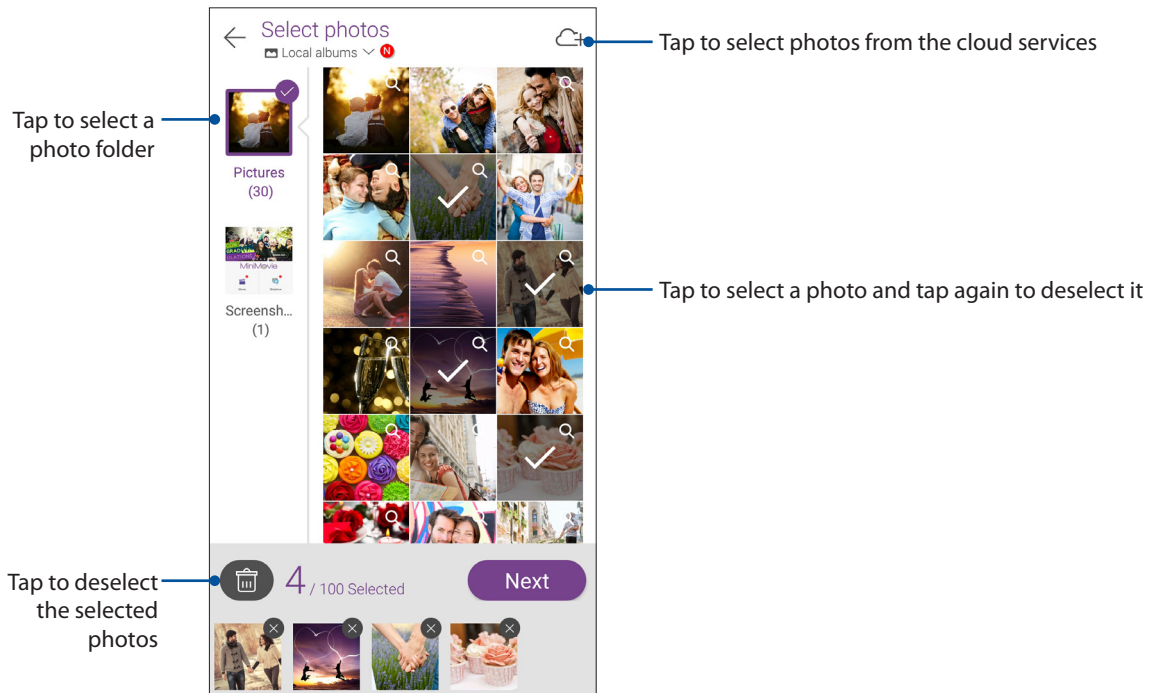 Select photos
Local albums
N
Tap to select photos from the cloud services
Tap to select a
photo folder
Pictures
(30)
MiniMovie
Screensh...
(1)
Tap to select a photo and tap again to deselect it
Tap to deselect
the selected
photos
4 / 100 Selected
Next